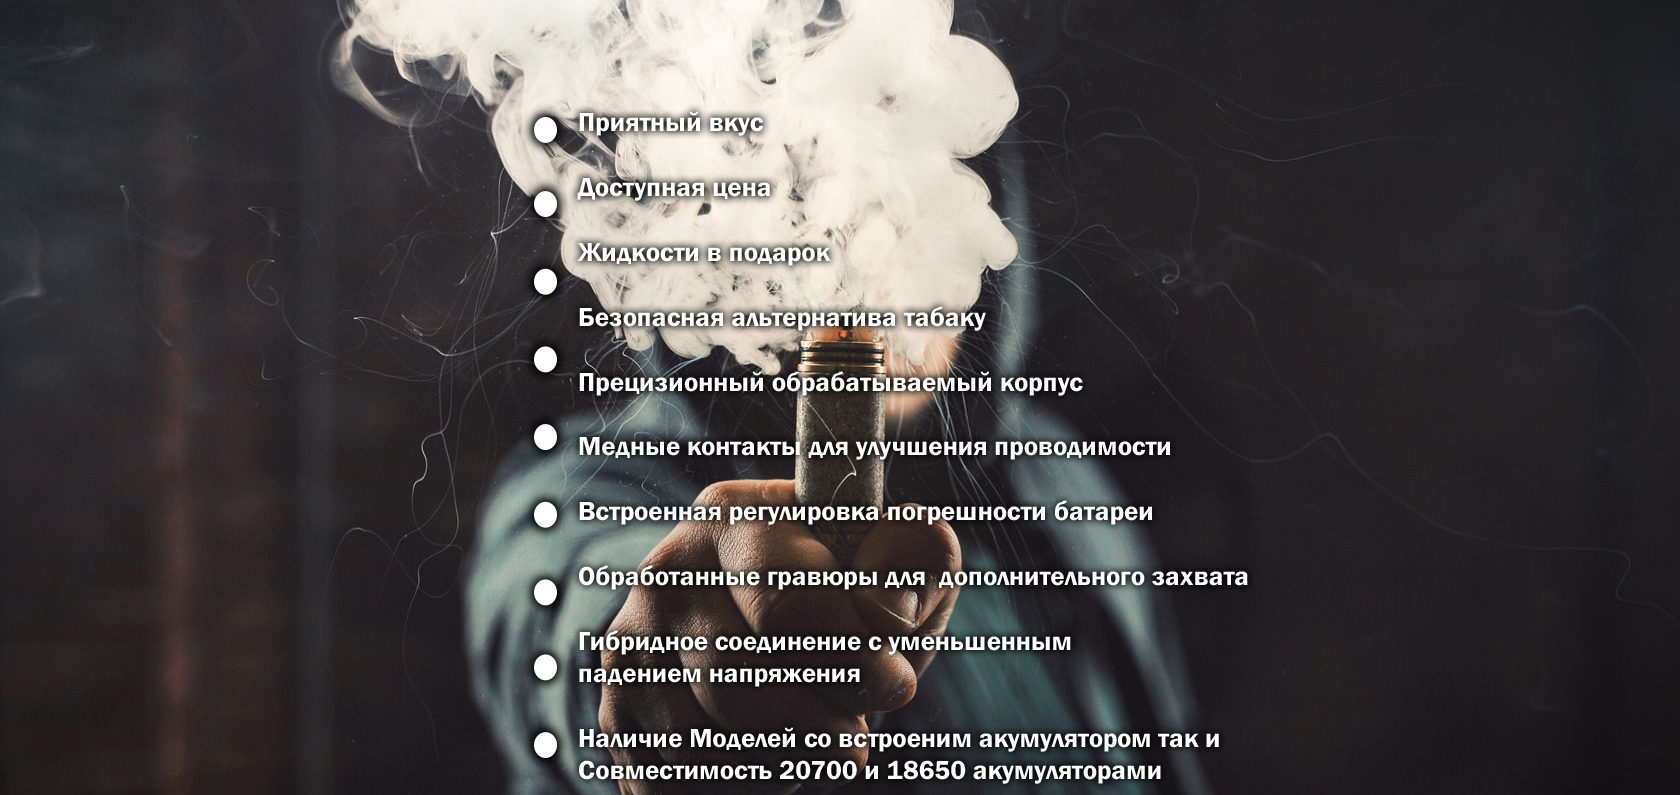 Приятный вкус
Доступная цена
Жидкости в подарок
Безопасная альтернатива табаку
Прецизионный обрабатываемый корпус
Медные контакты для улучшения проводимости
Встроенная регулировка погрешности батареи
Обработанные гравюры для  дополнительного захвата
Гибридное соединение с уменьшенным
падением напряжения
Наличие Моделей со встроеним акумулятором так и
Совместимость 20700 и 18650 акумуляторами